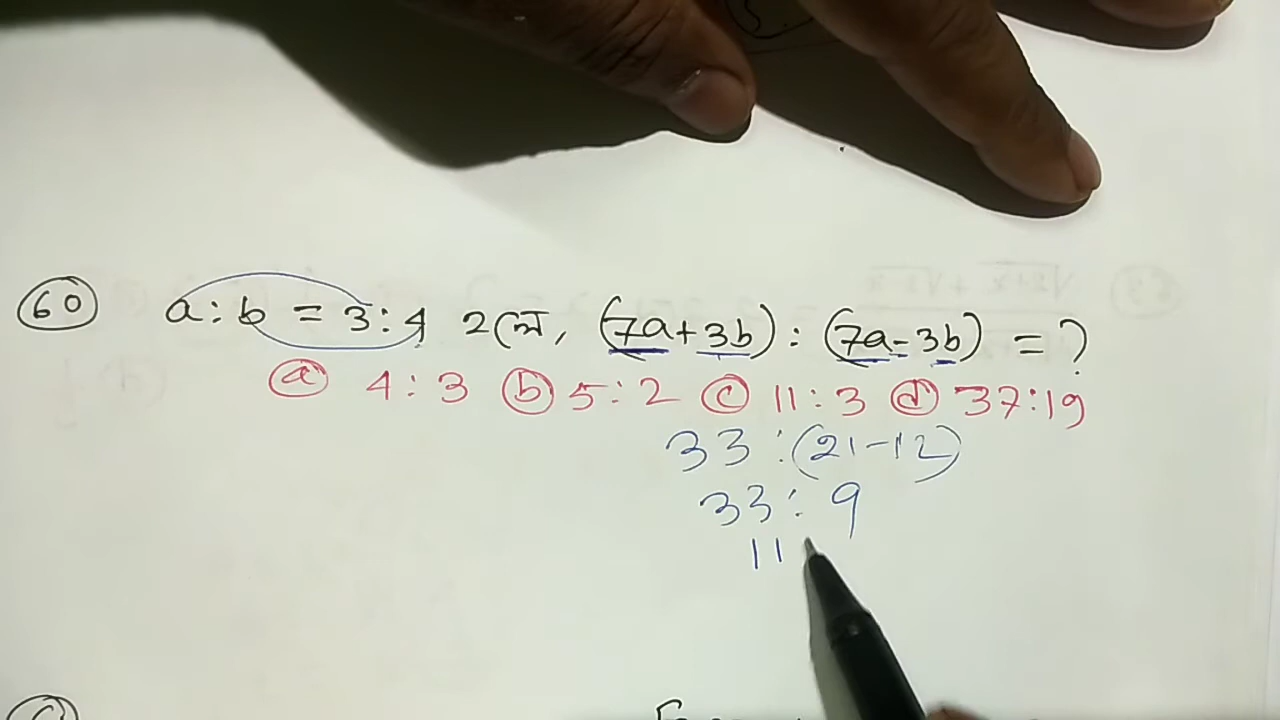 60 a : b = 3 : 4 হলে, (7a + 3b) : (7a - 3b) = ?
a 4 : 3 b 5 : 2 c 11 : 3 d 37 : 19
33 : (21 - 12)
33 : 9
11